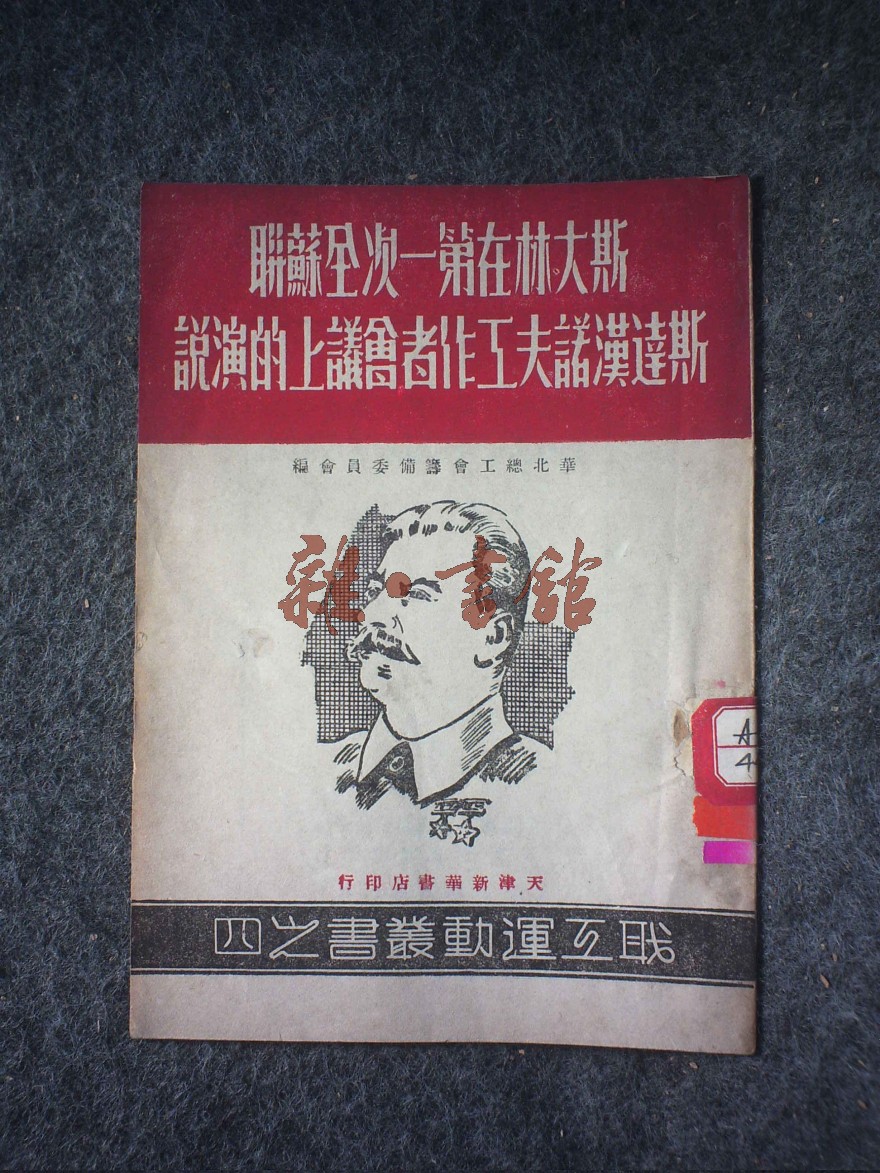 斯大林在第一次全蘇聯
斯達漢諾夫工作者會議上的演説
華北總工會籌備委員會編
雜·書館
A
4
天津新華書店印行
職工運動叢書之四